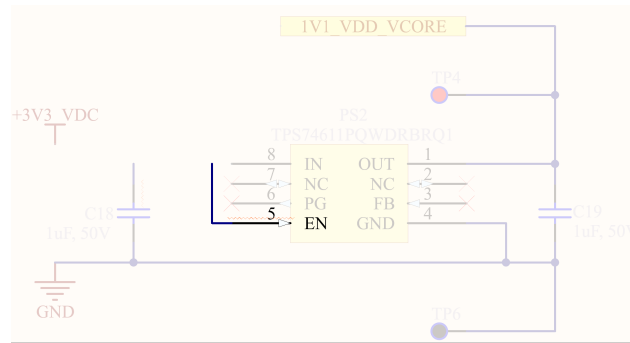 1V1_VDD_VCORE
TP4
+3V3_VDC
PS2
TPS74611PQWDRBRQ1
8 IN OUT 1
7 NC NC 2
6 PG FB 3
5 EN GND 4
C18
1uF, 50V
C19
1uF, 50V
GND
TP6